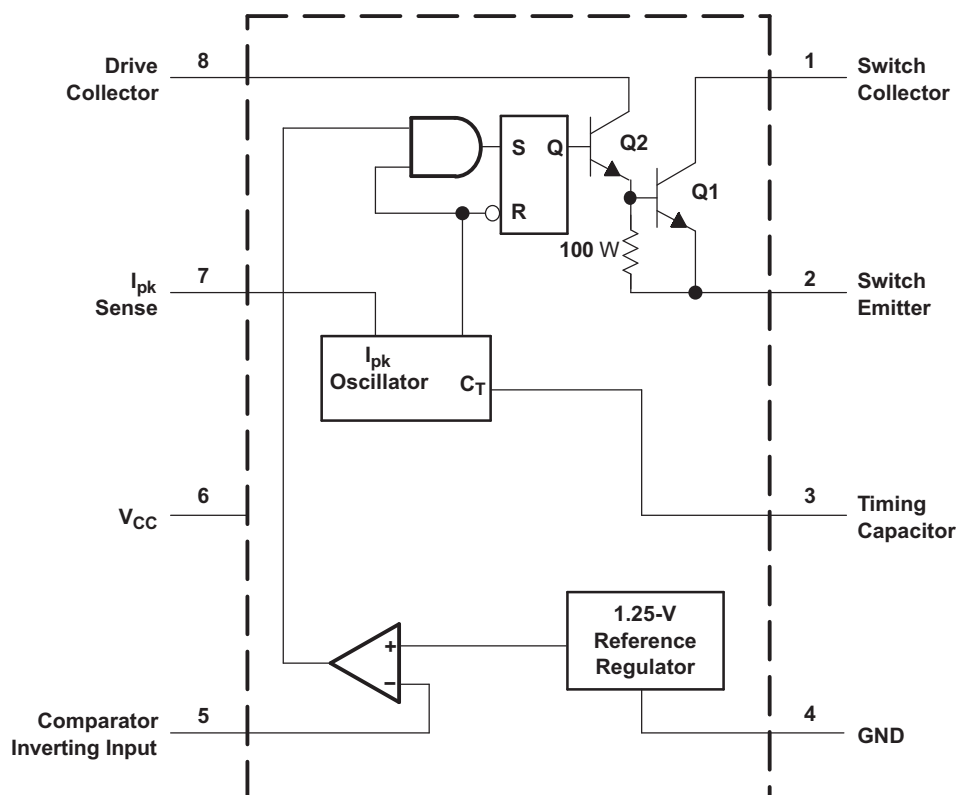 Drive
Collector
8
1
Switch
Collector
S
Q
Q2
Q1
R
100 W
Ipk
Sense
7
2
Switch
Emitter
Ipk
Oscillator
CT
VCC
6
3
Timing
Capacitor
1.25-V
Reference
Regulator
+
−
Comparator
Inverting Input
5
4
GND